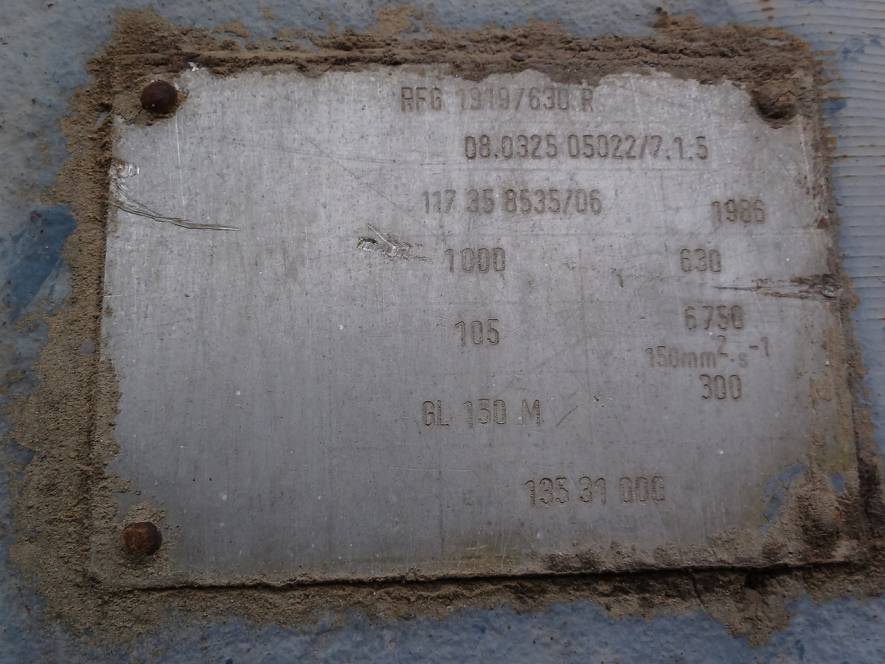 RFG 1919/630 R
08.0325 05022/7.1.5
117 35 8535/06 1986
1000 630
105 6750
150mm²·s⁻¹
300
GL 150 M
135 31 000